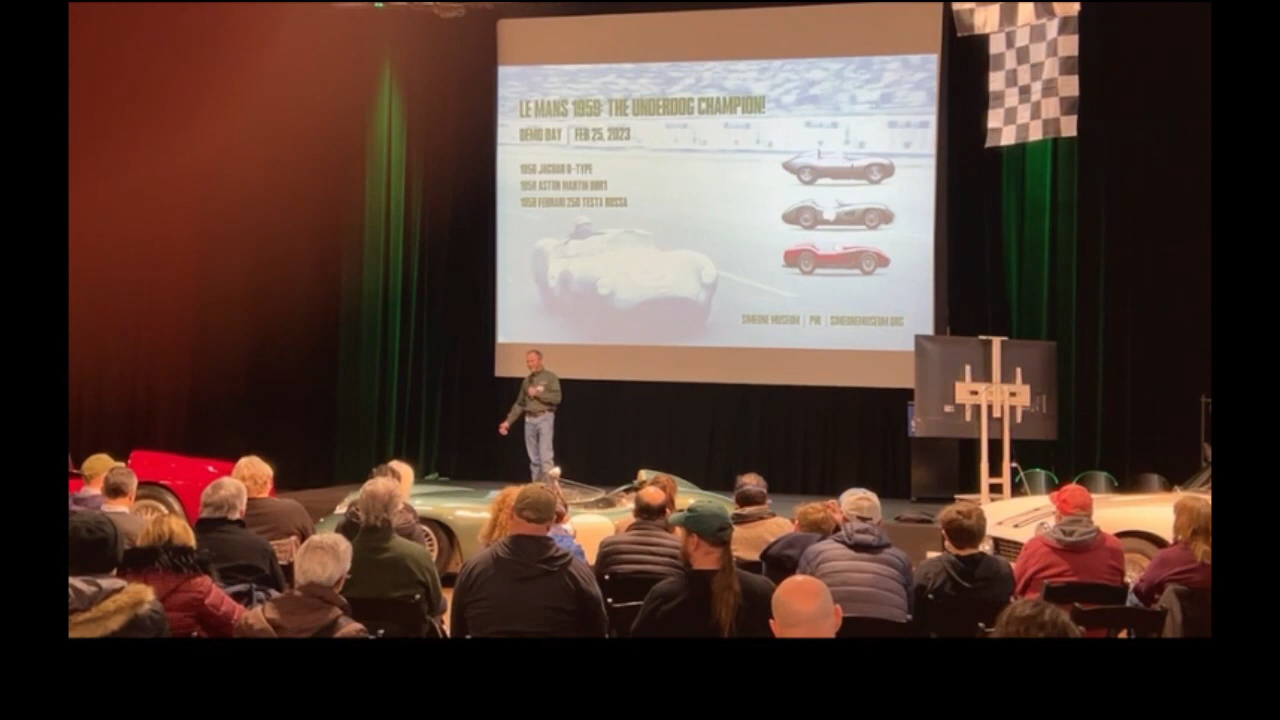 LE MANS 1959: THE UNDERDOG CHAMPION!
DEMO DAY | FEB 25, 2023
1956 JAGUAR D-TYPE
1958 ASTON MARTIN DBR1
1958 FERRARI 250 TESTA ROSSA
SIMEONE MUSEUM | PHL | SIMEONEMUSEUM.ORG